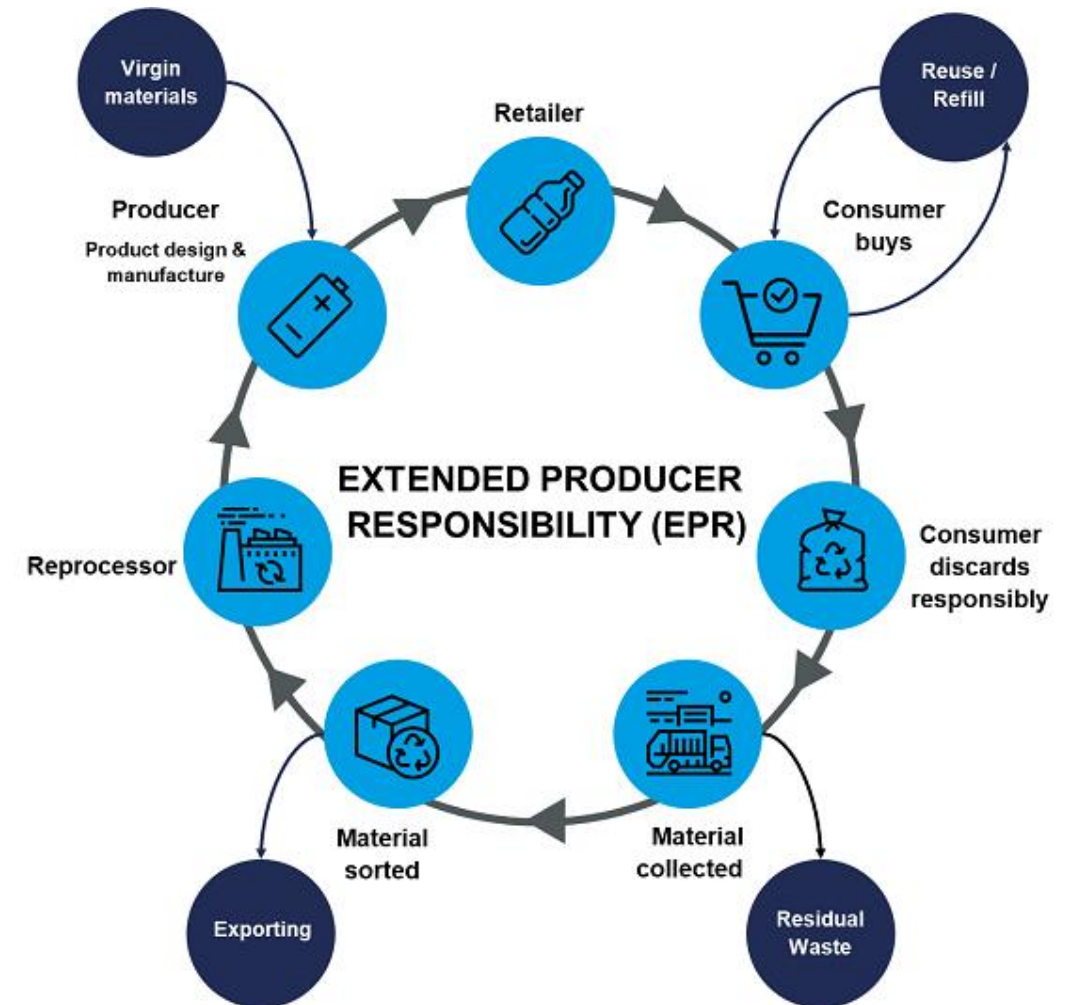 Virgin
materials
Reuse /
Refill
Retailer
Producer
Product design &
manufacture
Consumer
buys
EXTENDED PRODUCER
RESPONSIBILITY (EPR)
Consumer
discards
responsibly
Reprocessor
Material
sorted
Material
collected
Exporting
Residual
Waste